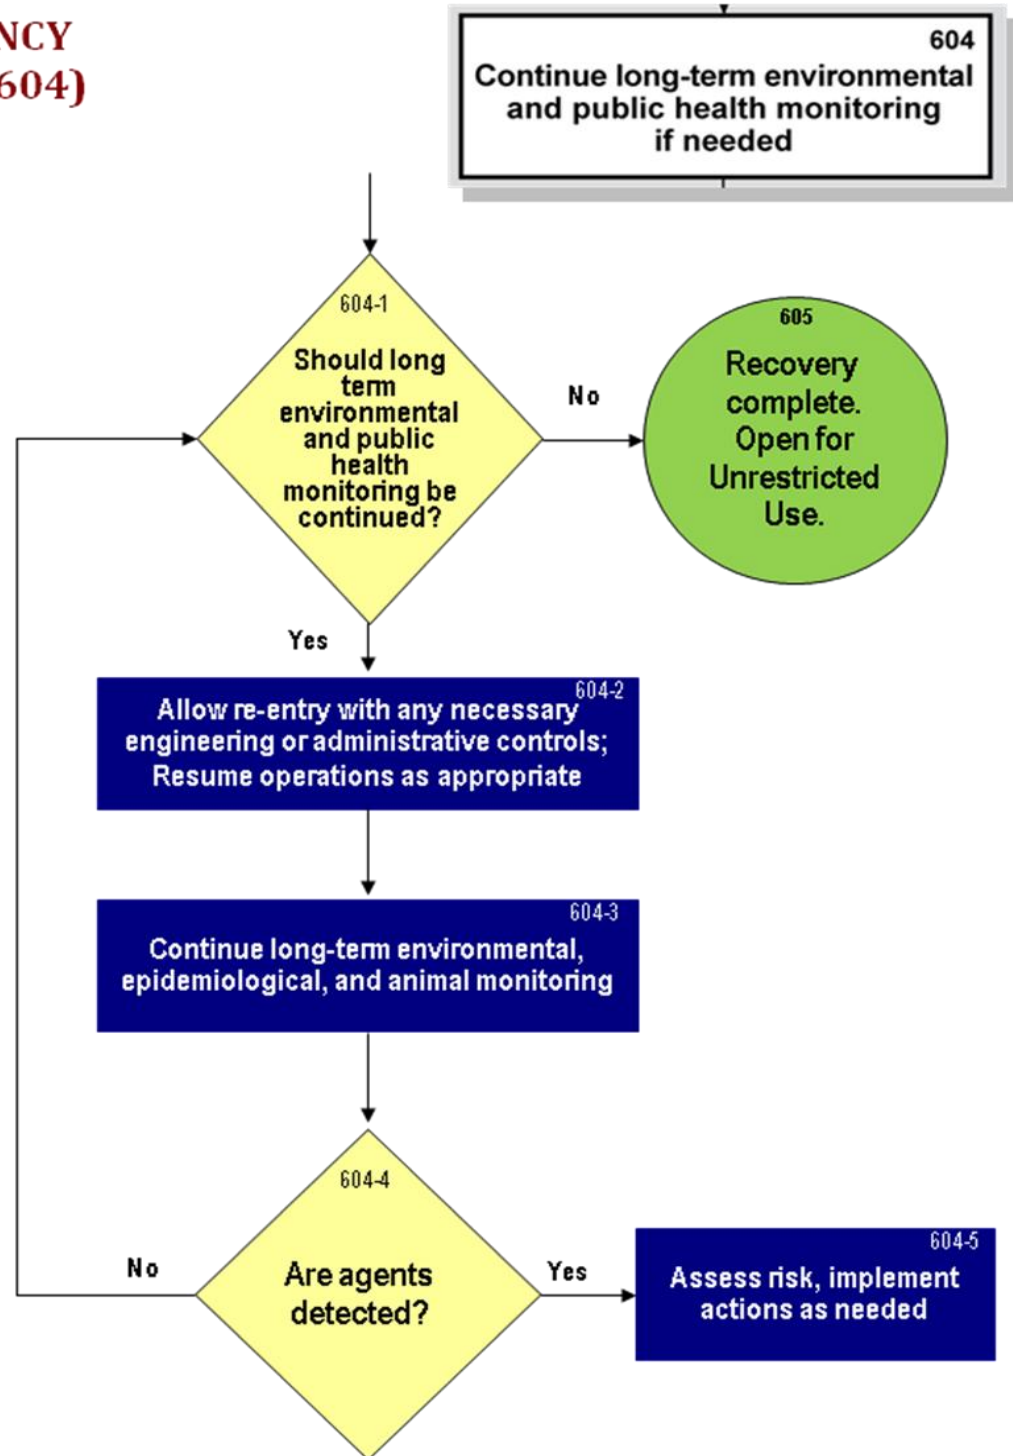 NCY
604)
604
Continue long-term environmental
and public health monitoring
if needed
604-1
Should long
term
environmental
and public
health
monitoring be
continued?
No
605
Recovery
complete.
Open for
Unrestricted
Use.
Yes
604-2
Allow re-entry with any necessary
engineering or administrative controls;
Resume operations as appropriate
604-3
Continue long-term environmental,
epidemiological, and animal monitoring
604-4
Are agents
detected?
No
Yes
604-5
Assess risk, implement
actions as needed